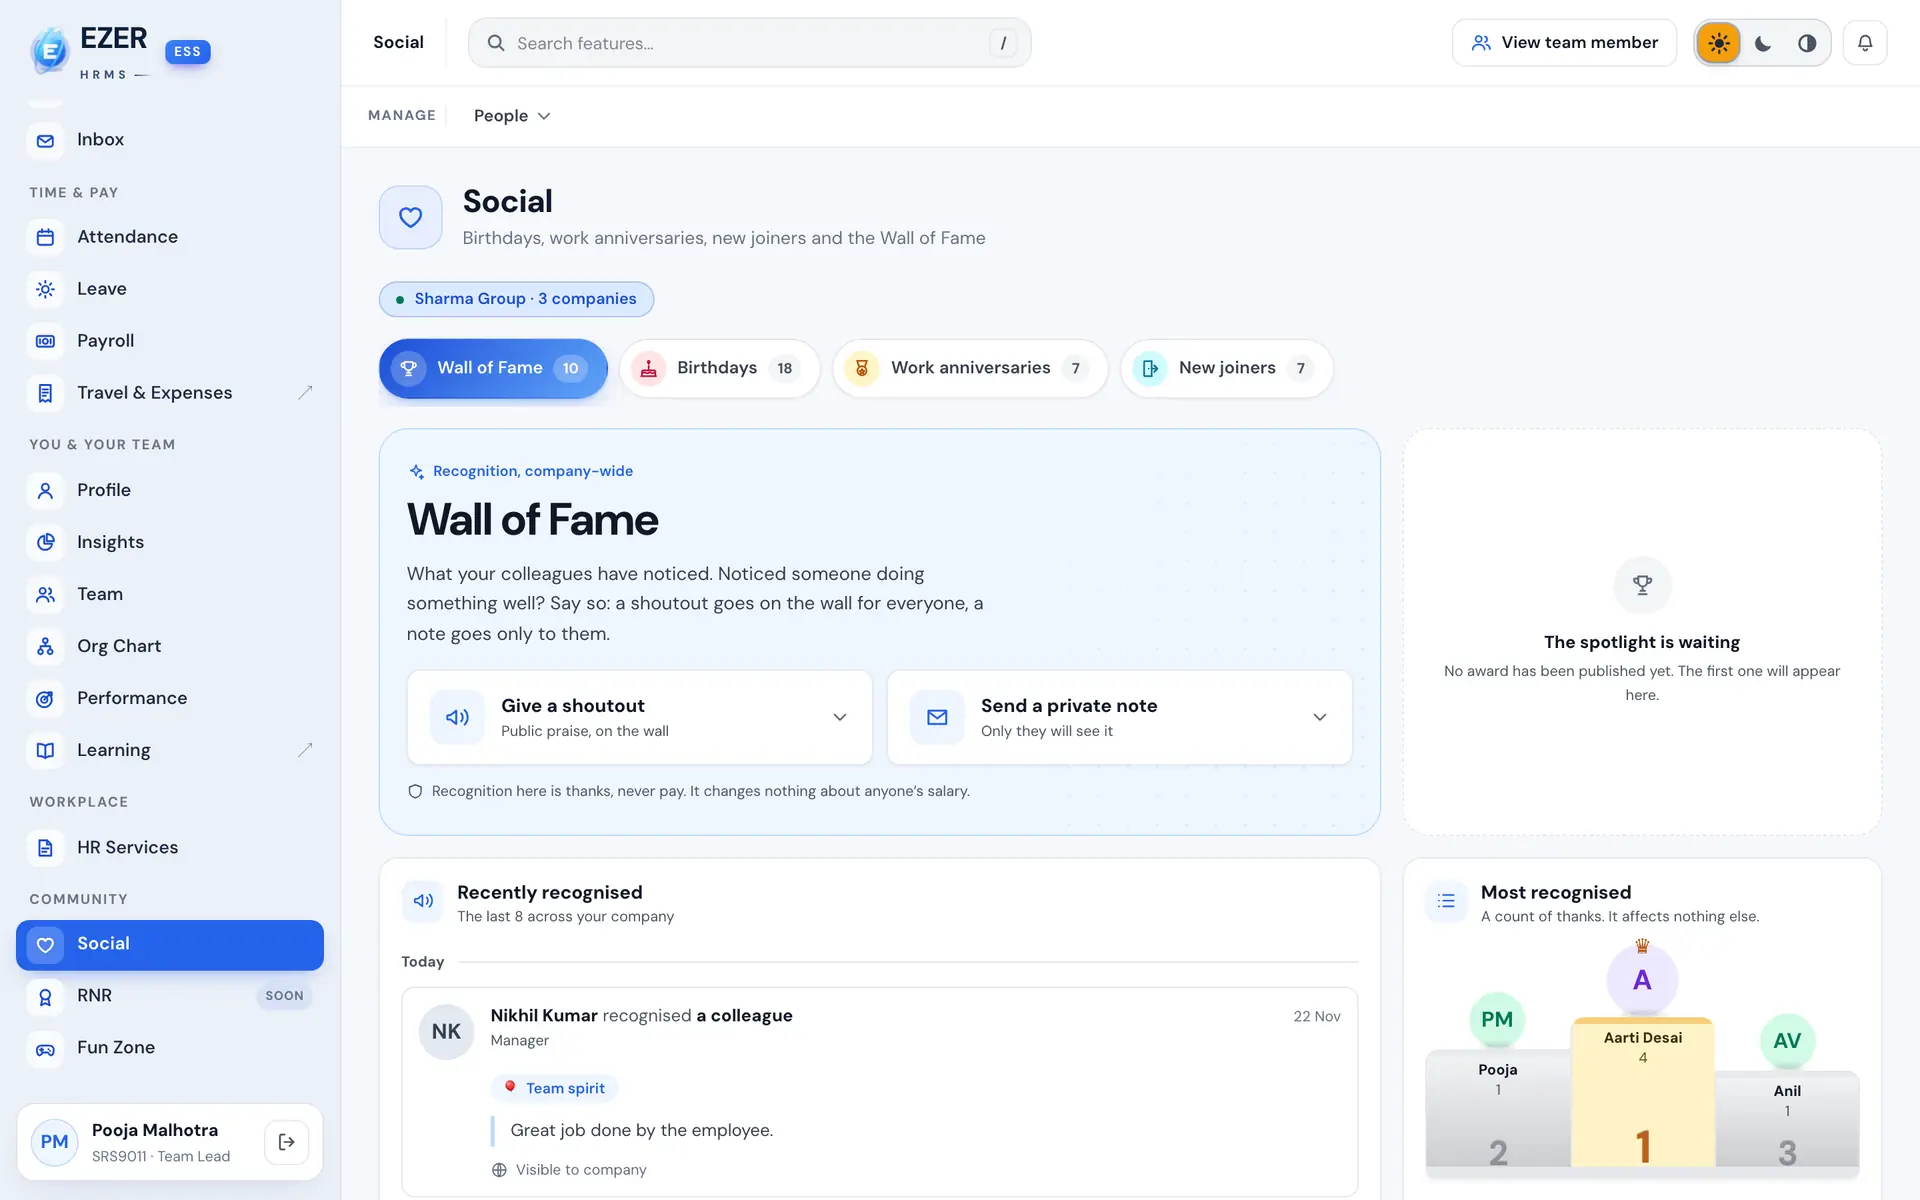 EZER
HRMS
ESS
Inbox
TIME & PAY
Attendance
Leave
Payroll
Travel & Expenses
YOU & YOUR TEAM
Profile
Insights
Team
Org Chart
Performance
Learning
WORKPLACE
HR Services
COMMUNITY
Social
RNR
SOON
Fun Zone
PM
Pooja Malhotra
SRS9011 · Team Lead
Social
Search features...
/
View team member
MANAGE
People
Social
Birthdays, work anniversaries, new joiners and the Wall of Fame
Sharma Group · 3 companies
Wall of Fame 10
Birthdays 18
Work anniversaries 7
New joiners 7
Recognition, company-wide
Wall of Fame
What your colleagues have noticed. Noticed someone doing
something well? Say so: a shoutout goes on the wall for everyone, a
note goes only to them.
Give a shoutout
Public praise, on the wall
Send a private note
Only they will see it
Recognition here is thanks, never pay. It changes nothing about anyone's salary.
The spotlight is waiting
No award has been published yet. The first one will appear
here.
Recently recognised
The last 8 across your company
Today
NK
Nikhil Kumar recognised a colleague
22 Nov
Manager
Team spirit
Great job done by the employee.
Visible to company
Most recognised
A count of thanks. It affects nothing else.
A
Aarti Desai
4
1
PM
Pooja
1
2
AV
Anil
1
3